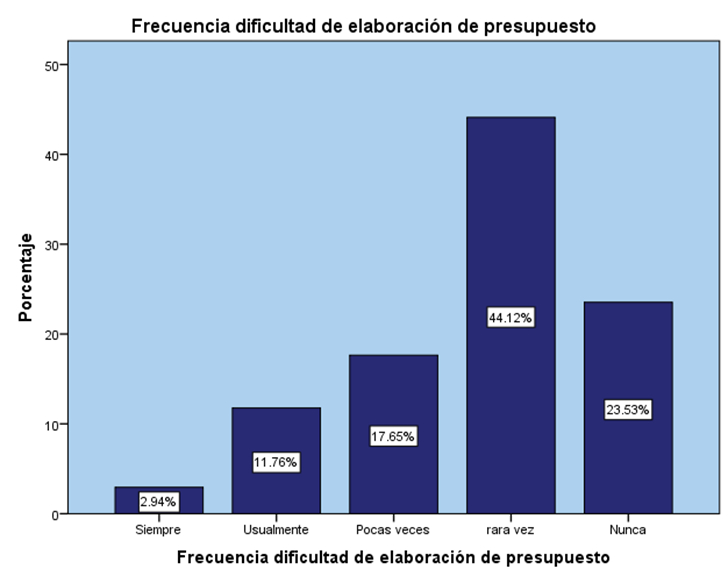 Frecuencia dificultad de elaboración de presupuesto
50
40
30
20
10
0
Porcentaje
2.94%
11.76%
17.65%
44.12%
23.53%
Siempre
Usualmente
Pocas veces
rara vez
Nunca
Frecuencia dificultad de elaboración de presupuesto